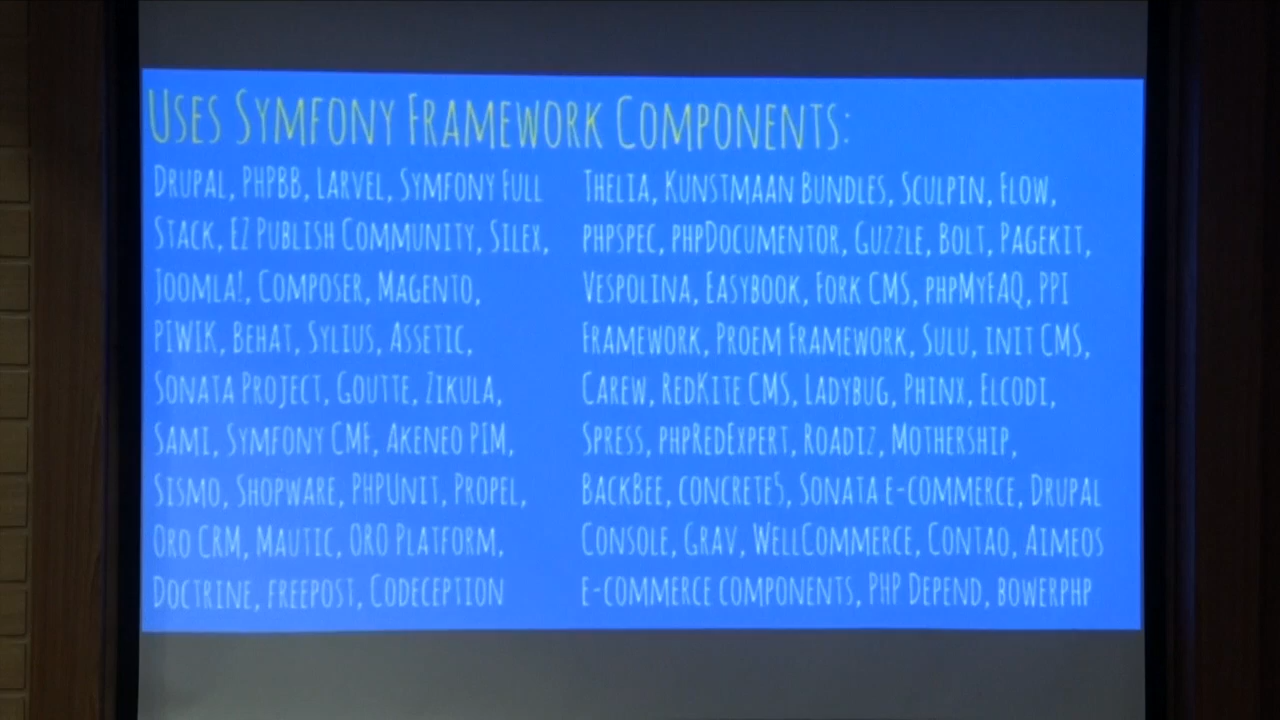 Uses Symfony Framework Components:
Drupal, phpBB, Larvel, Symfony Full
Stack, eZ Publish Community, Silex,
Joomla!, Composer, Magento,
PIWIK, Behat, Sylius, Assetic,
Sonata Project, Goutte, Zikula,
Sami, Symfony CMF, Akeneo PIM,
Sismo, Shopware, PHPUnit, Propel,
Oro CRM, Mautic, ORO Platform,
Doctrine, freepost, Codeception
Thelia, Kunstmaan Bundles, Sculpin, Flow,
phpspec, phpDocumentor, Guzzle, Bolt, Pagekit,
Vespolina, Easybook, Fork CMS, phpMyFAQ, PPI
Framework, Proem Framework, Sulu, init CMS,
Carew, RedKite CMS, Ladybug, Phinx, Elcodi,
Spress, phpRedExpert, Roadiz, Mothership,
BackBee, concrete5, Sonata e-commerce, Drupal
Console, Grav, WellCommerce, Contao, Aimeos
e-commerce components, PHP Depend, bowerphp